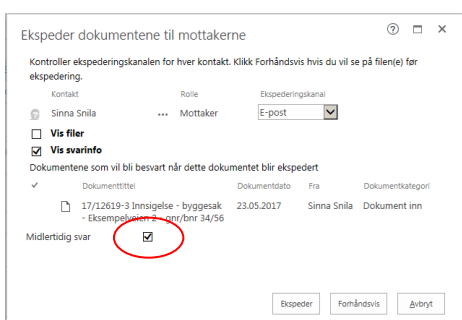 Ekspeder dokumentene til mottakerne
Kontroller ekspederingskanalen for hver kontakt. Klikk Forhåndsvis hvis du vil se på filen(e) før
ekspedering.
Kontakt Rolle Ekspederingskanal
Sinna Snila ... Mottaker E-post
Vis filer
Vis svarinfo
Dokumentene som vil bli besvart når dette dokumentet blir ekspedert
Dokumenttittel Dokumentdato Fra Dokumentkategori
17/12619-3 Innsigelse - byggesak 23.05.2017 Sinna Snila Dokument inn
- Eksempelveien 2 - gnr/bnr 34/56
Midlertidig svar
Ekspeder Forhåndsvis Avbryt